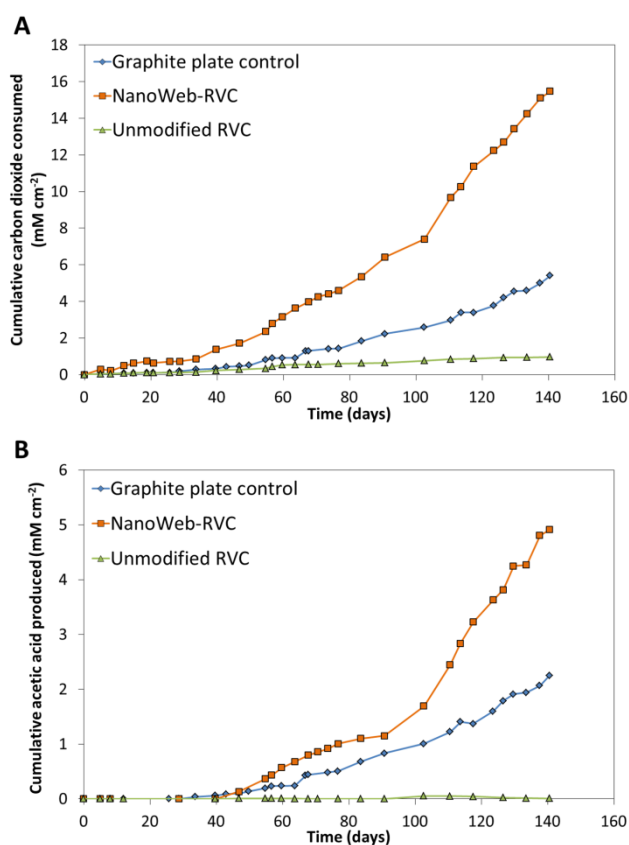 A
Cumulative carbon dioxide consumed
(mM cm-2)
18
16
14
12
10
8
6
4
2
0
Graphite plate control
NanoWeb-RVC
Unmodified RVC
0 20 40 60 80 100 120 140 160
Time (days)
B
Cumulative acetic acid produced (mM cm-2)
6
5
4
3
2
1
0
Graphite plate control
NanoWeb-RVC
Unmodified RVC
0 20 40 60 80 100 120 140 160
Time (days)